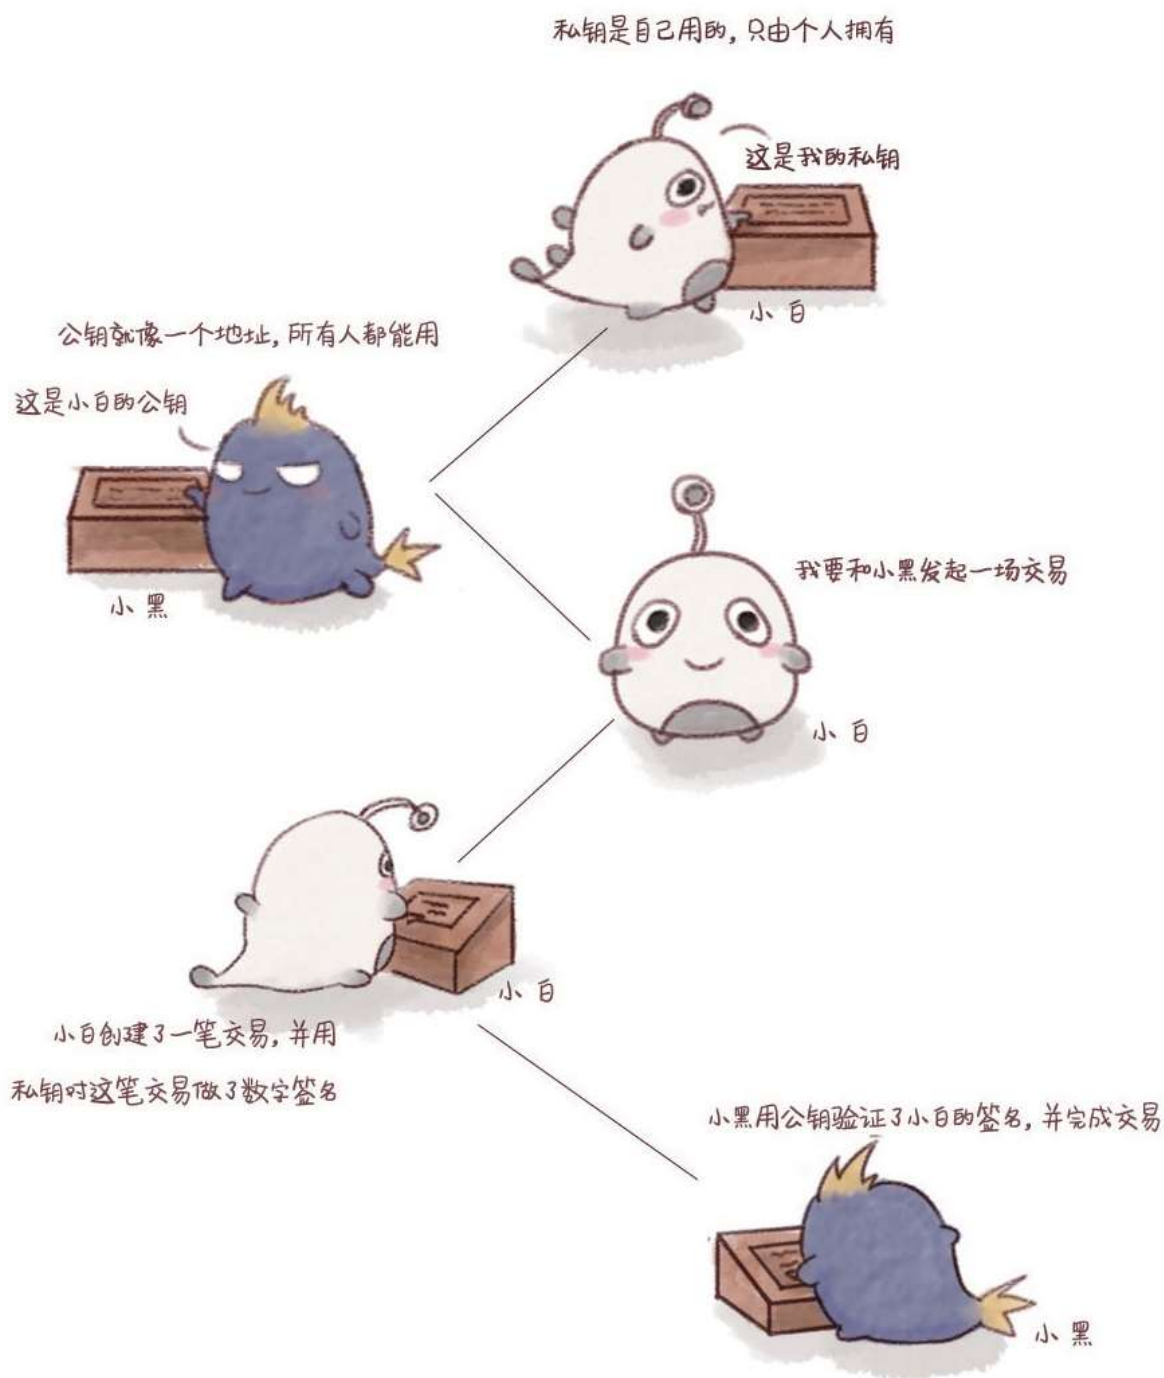 私钥是自己用的, 只由个人拥有
这是我的私钥
小白
公钥就像一个地址, 所有人都能用
这是小白的公钥
小黑
我要和小黑发起一场交易
小白
小白
小白创建了一笔交易, 并用
私钥对这笔交易做了数字签名
小黑用公钥验证了小白的签名, 并完成交易
小黑